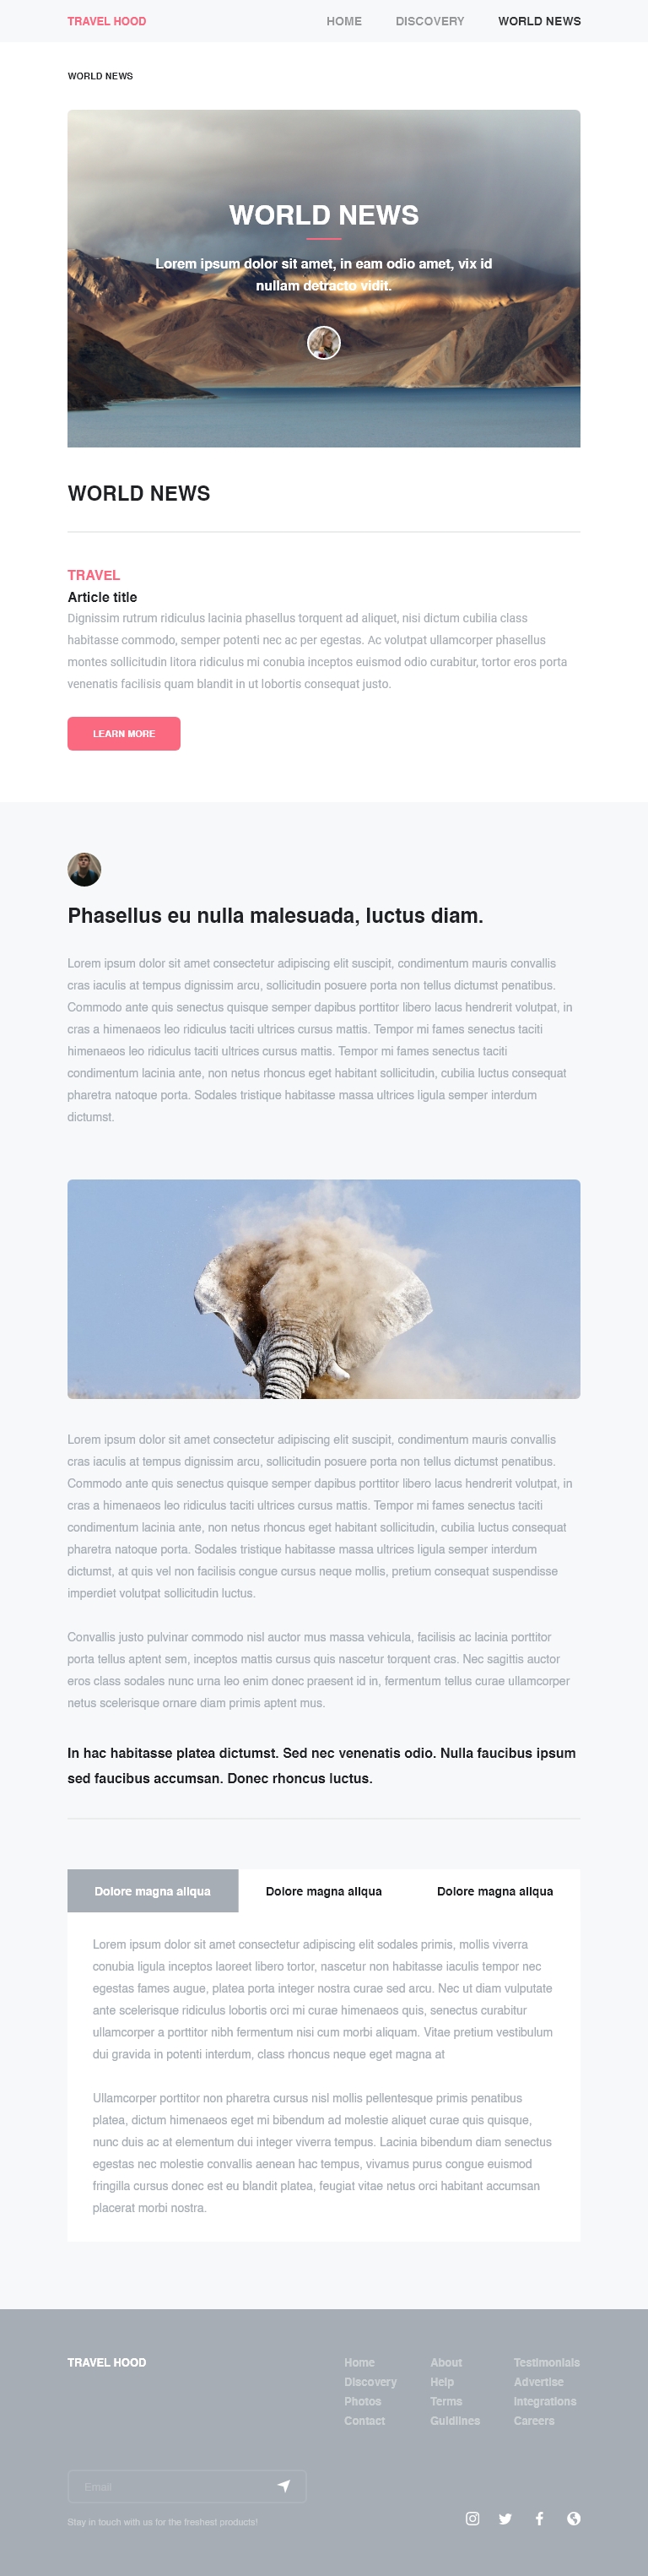 TRAVEL HOOD
HOME
DISCOVERY
WORLD NEWS
WORLD NEWS
WORLD NEWS
Lorem ipsum dolor sit amet, in eam odio amet, vix id
nullam detracto vidit.
WORLD NEWS
TRAVEL
Article title
Dignissim rutrum ridiculus lacinia phasellus torquent ad aliquet, nisi dictum cubilia class
habitasse commodo, semper potenti nec ac per egestas. Ac volutpat ullamcorper phasellus
montes sollicitudin litora ridiculus mi conubia inceptos euismod odio curabitur, tortor eros porta
venenatis facilisis quam blandit in ut lobortis consequat justo.
LEARN MORE
Phasellus eu nulla malesuada, luctus diam.
Lorem ipsum dolor sit amet consectetur adipiscing elit suscipit, condimentum mauris convallis
cras iaculis at tempus dignissim arcu, sollicitudin posuere porta non tellus dictumst penatibus.
Commodo ante quis senectus quisque semper dapibus porttitor libero lacus hendrerit volutpat, in
cras a himenaeos leo ridiculus taciti ultrices cursus mattis. Tempor mi fames senectus taciti
himenaeos leo ridiculus taciti ultrices cursus mattis. Tempor mi fames senectus taciti
condimentum lacinia ante, non netus rhoncus eget habitant sollicitudin, cubilia luctus consequat
pharetra natoque porta. Sodales tristique habitasse massa ultrices ligula semper interdum
dictumst.
Lorem ipsum dolor sit amet consectetur adipiscing elit suscipit, condimentum mauris convallis
cras iaculis at tempus dignissim arcu, sollicitudin posuere porta non tellus dictumst penatibus.
Commodo ante quis senectus quisque semper dapibus porttitor libero lacus hendrerit volutpat, in
cras a himenaeos leo ridiculus taciti ultrices cursus mattis. Tempor mi fames senectus taciti
condimentum lacinia ante, non netus rhoncus eget habitant sollicitudin, cubilia luctus consequat
pharetra natoque porta. Sodales tristique habitasse massa ultrices ligula semper interdum
dictumst, at quis vel non facilisis congue cursus neque mollis, pretium consequat suspendisse
imperdiet volutpat sollicitudin luctus.
Convallis justo pulvinar commodo nisl auctor mus massa vehicula, facilisis ac lacinia porttitor
porta tellus aptent sem, inceptos mattis cursus quis nascetur torquent cras. Nec sagittis auctor
eros class sodales nunc urna leo enim donec praesent id in, fermentum tellus curae ullamcorper
netus scelerisque ornare diam primis aptent mus.
In hac habitasse platea dictumst. Sed nec venenatis odio. Nulla faucibus ipsum
sed faucibus accumsan. Donec rhoncus luctus.
Dolore magna aliqua
Dolore magna aliqua
Dolore magna aliqua
Lorem ipsum dolor sit amet consectetur adipiscing elit sodales primis, mollis viverra
conubia ligula inceptos laoreet libero tortor, nascetur non habitasse iaculis tempor nec
egestas fames augue, platea porta integer nostra curae sed arcu. Nec ut diam vulputate
ante scelerisque ridiculus lobortis orci mi curae himenaeos quis, senectus curabitur
ullamcorper a porttitor nibh fermentum nisi cum morbi aliquam. Vitae pretium vestibulum
dui gravida in potenti interdum, class rhoncus neque eget magna at
Ullamcorper porttitor non pharetra cursus nisl mollis pellentesque primis penatibus
platea, dictum himenaeos eget mi bibendum ad molestie aliquet curae quis quisque,
nunc duis ac at elementum dui integer viverra tempus. Lacinia bibendum diam senectus
egestas nec molestie convallis aenean hac tempus, vivamus purus congue euismod
fringilla cursus donec est eu blandit platea, feugiat vitae netus orci habitant accumsan
placerat morbi nostra.
TRAVEL HOOD
Home
Discovery
Photos
Contact
About
Help
Terms
Guidlines
Testimonials
Advertise
Integrations
Careers
Email
Stay in touch with us for the freshest products!